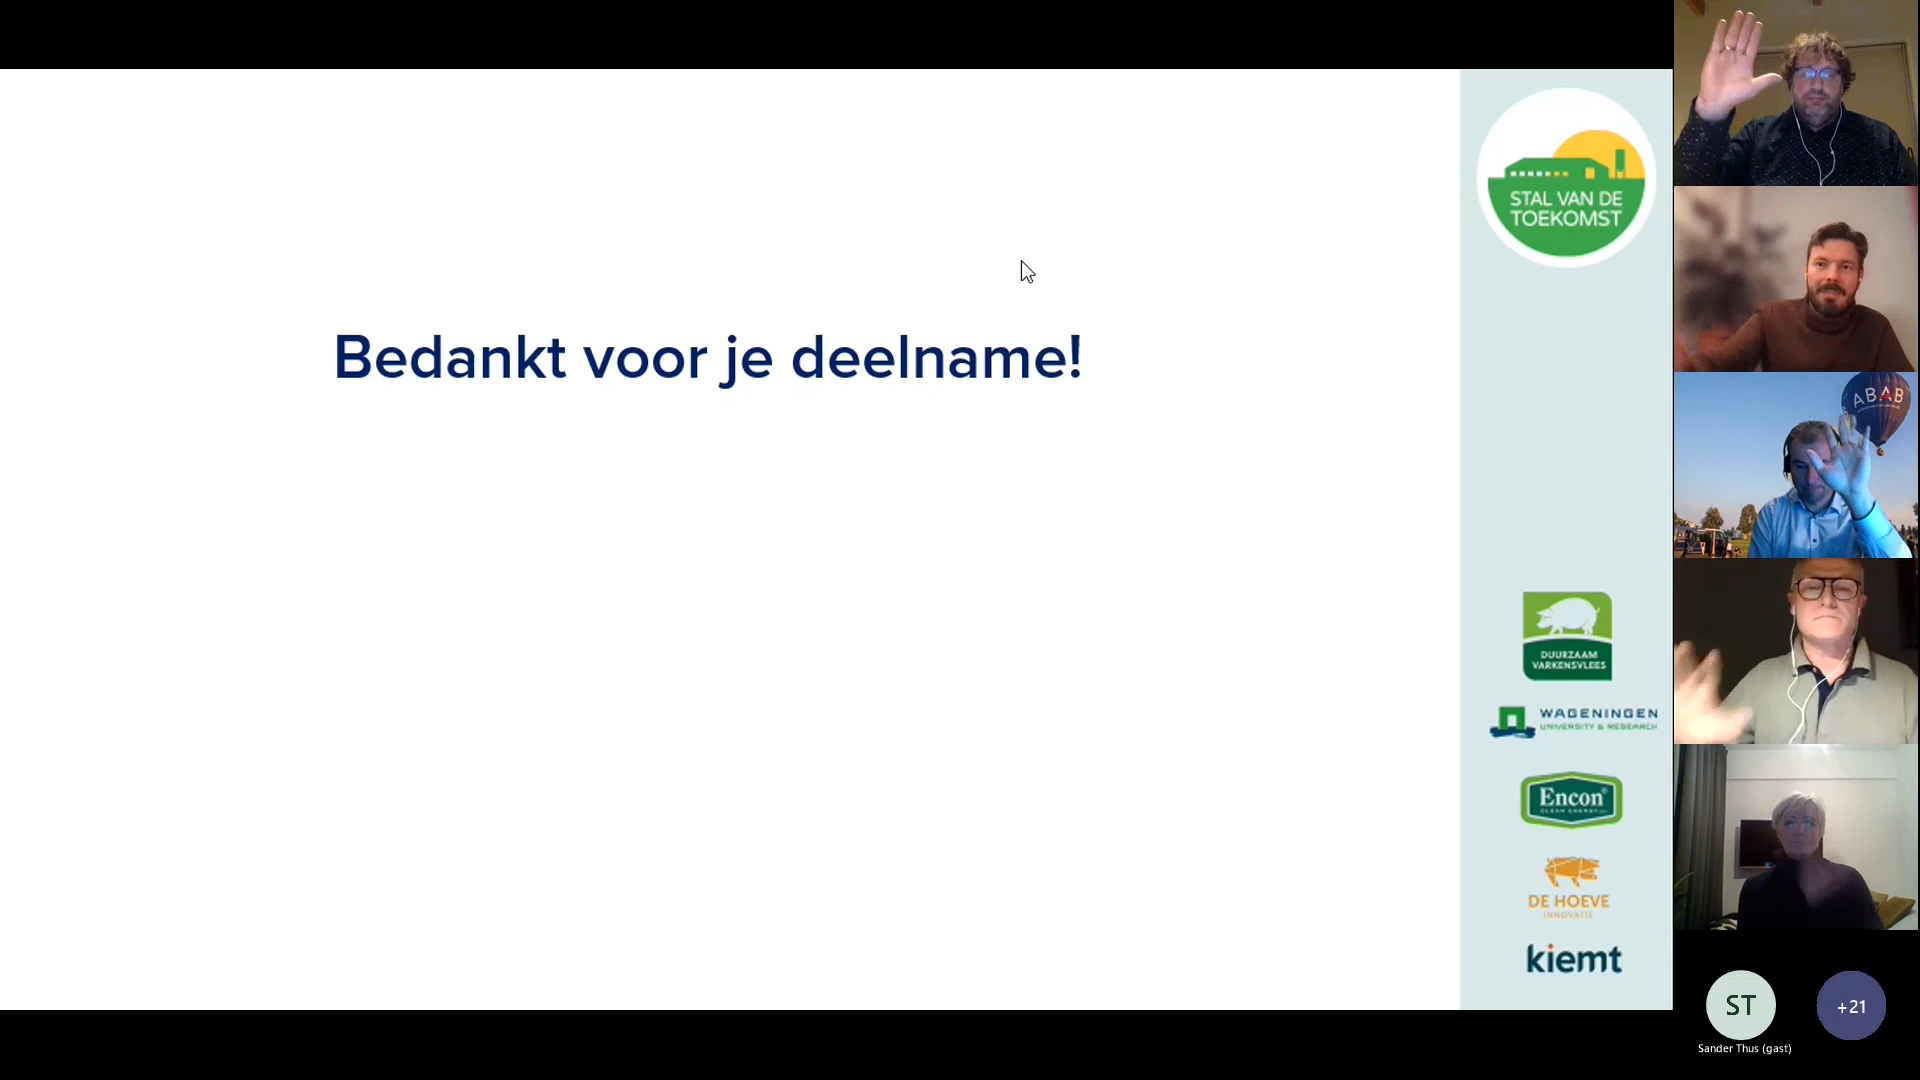 Bedankt voor je deelname!
STAL VAN DE
TOEKOMST
DUURZAAM
VARKENSVLEES
WAGENINGEN
UNIVERSITY & RESEARCH
Encon®
DE HOEVE
INNOVATIE
kiemt
ABAB
ST
+21
Sander Thus (gast)